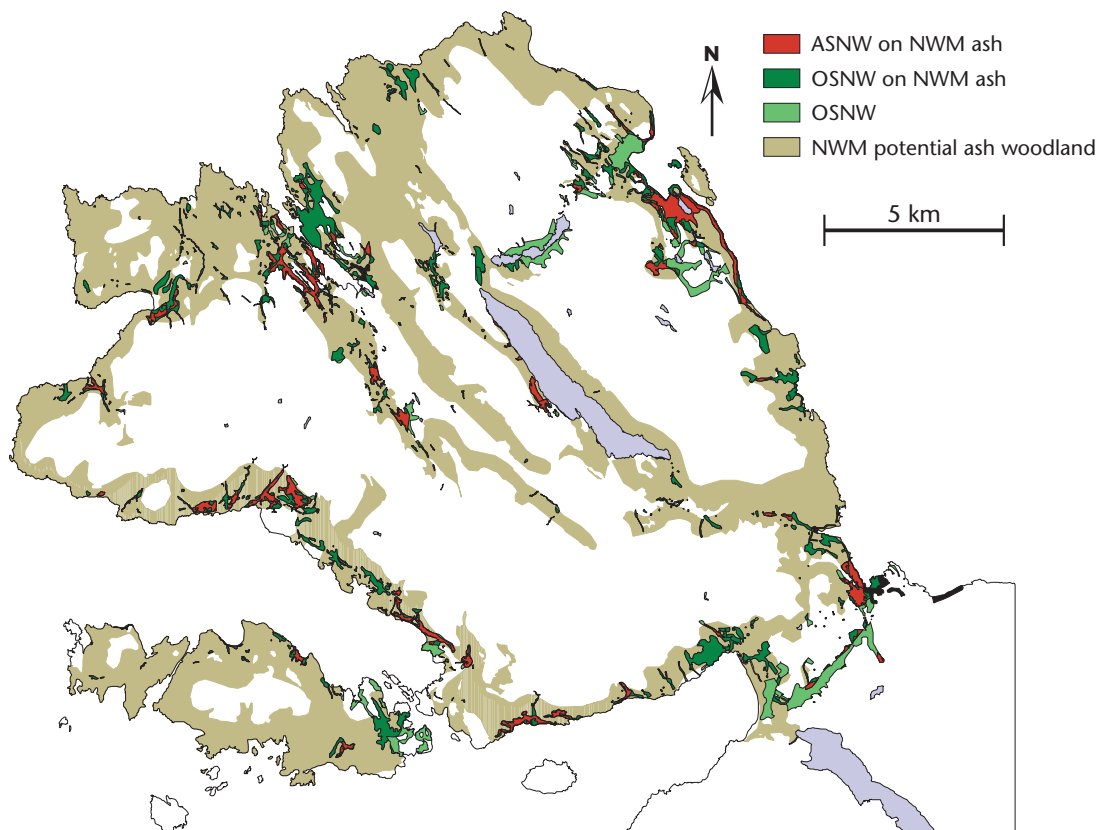 ASNW on NWM ash
OSNW on NWM ash
OSNW
NWM potential ash woodland
N
5 km